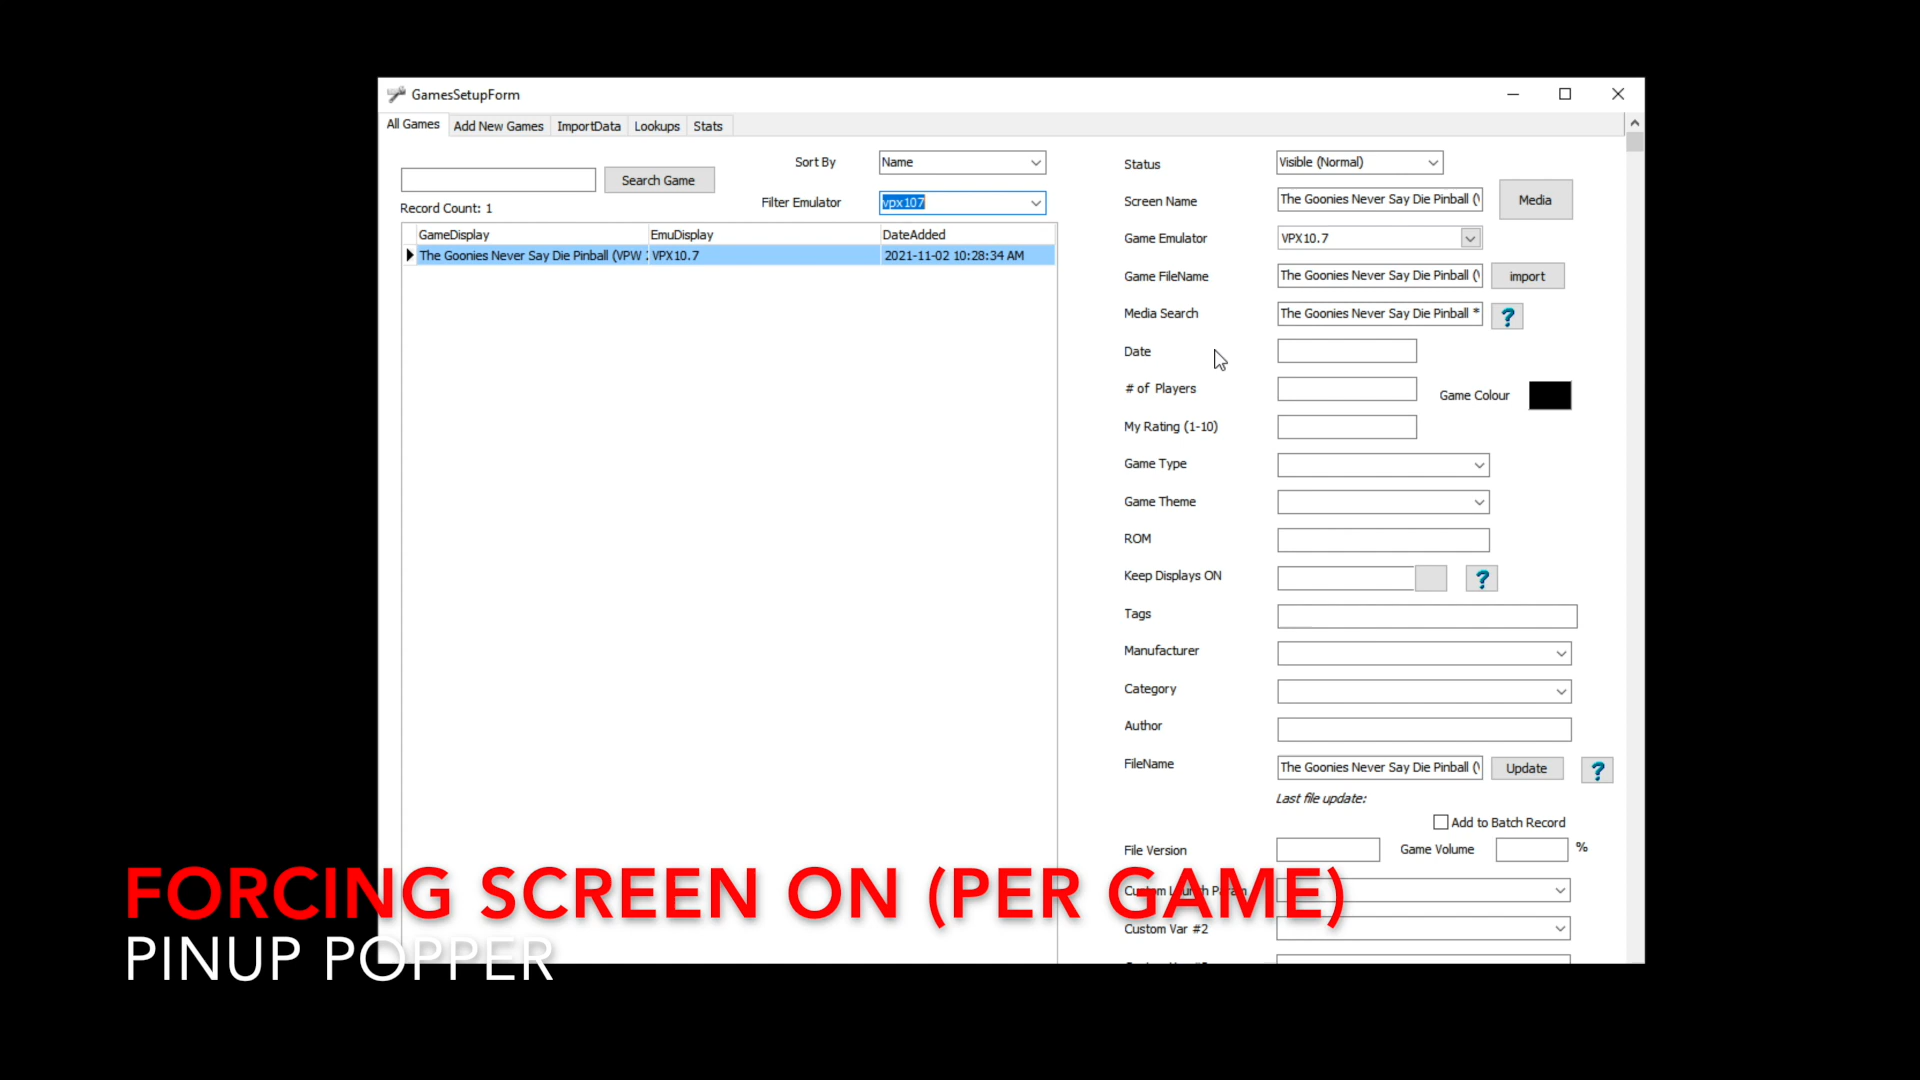 GamesSetupForm
All Games Add New Games ImportData Lookups Stats
Search Game
Record Count: 1
Sort By Name
Filter Emulator vpx107
GameDisplay EmuDisplay DateAdded
The Goonies Never Say Die Pinball (VPW VPX10.7 2021-11-02 10:28:34 AM
Status Visible (Normal)
Screen Name The Goonies Never Say Die Pinball ( Media
Game Emulator VPX10.7
Game FileName The Goonies Never Say Die Pinball ( import
Media Search The Goonies Never Say Die Pinball * ?
Date
# of Players Game Colour
My Rating (1-10)
Game Type
Game Theme
ROM
Keep Displays ON ?
Tags
Manufacturer
Category
Author
FileName The Goonies Never Say Die Pinball ( Update ?
Last file update:
Add to Batch Record
File Version Game Volume %
Custom Launch Param
Custom Var #2
FORCING SCREEN ON (PER GAME)
PINUP POPPER